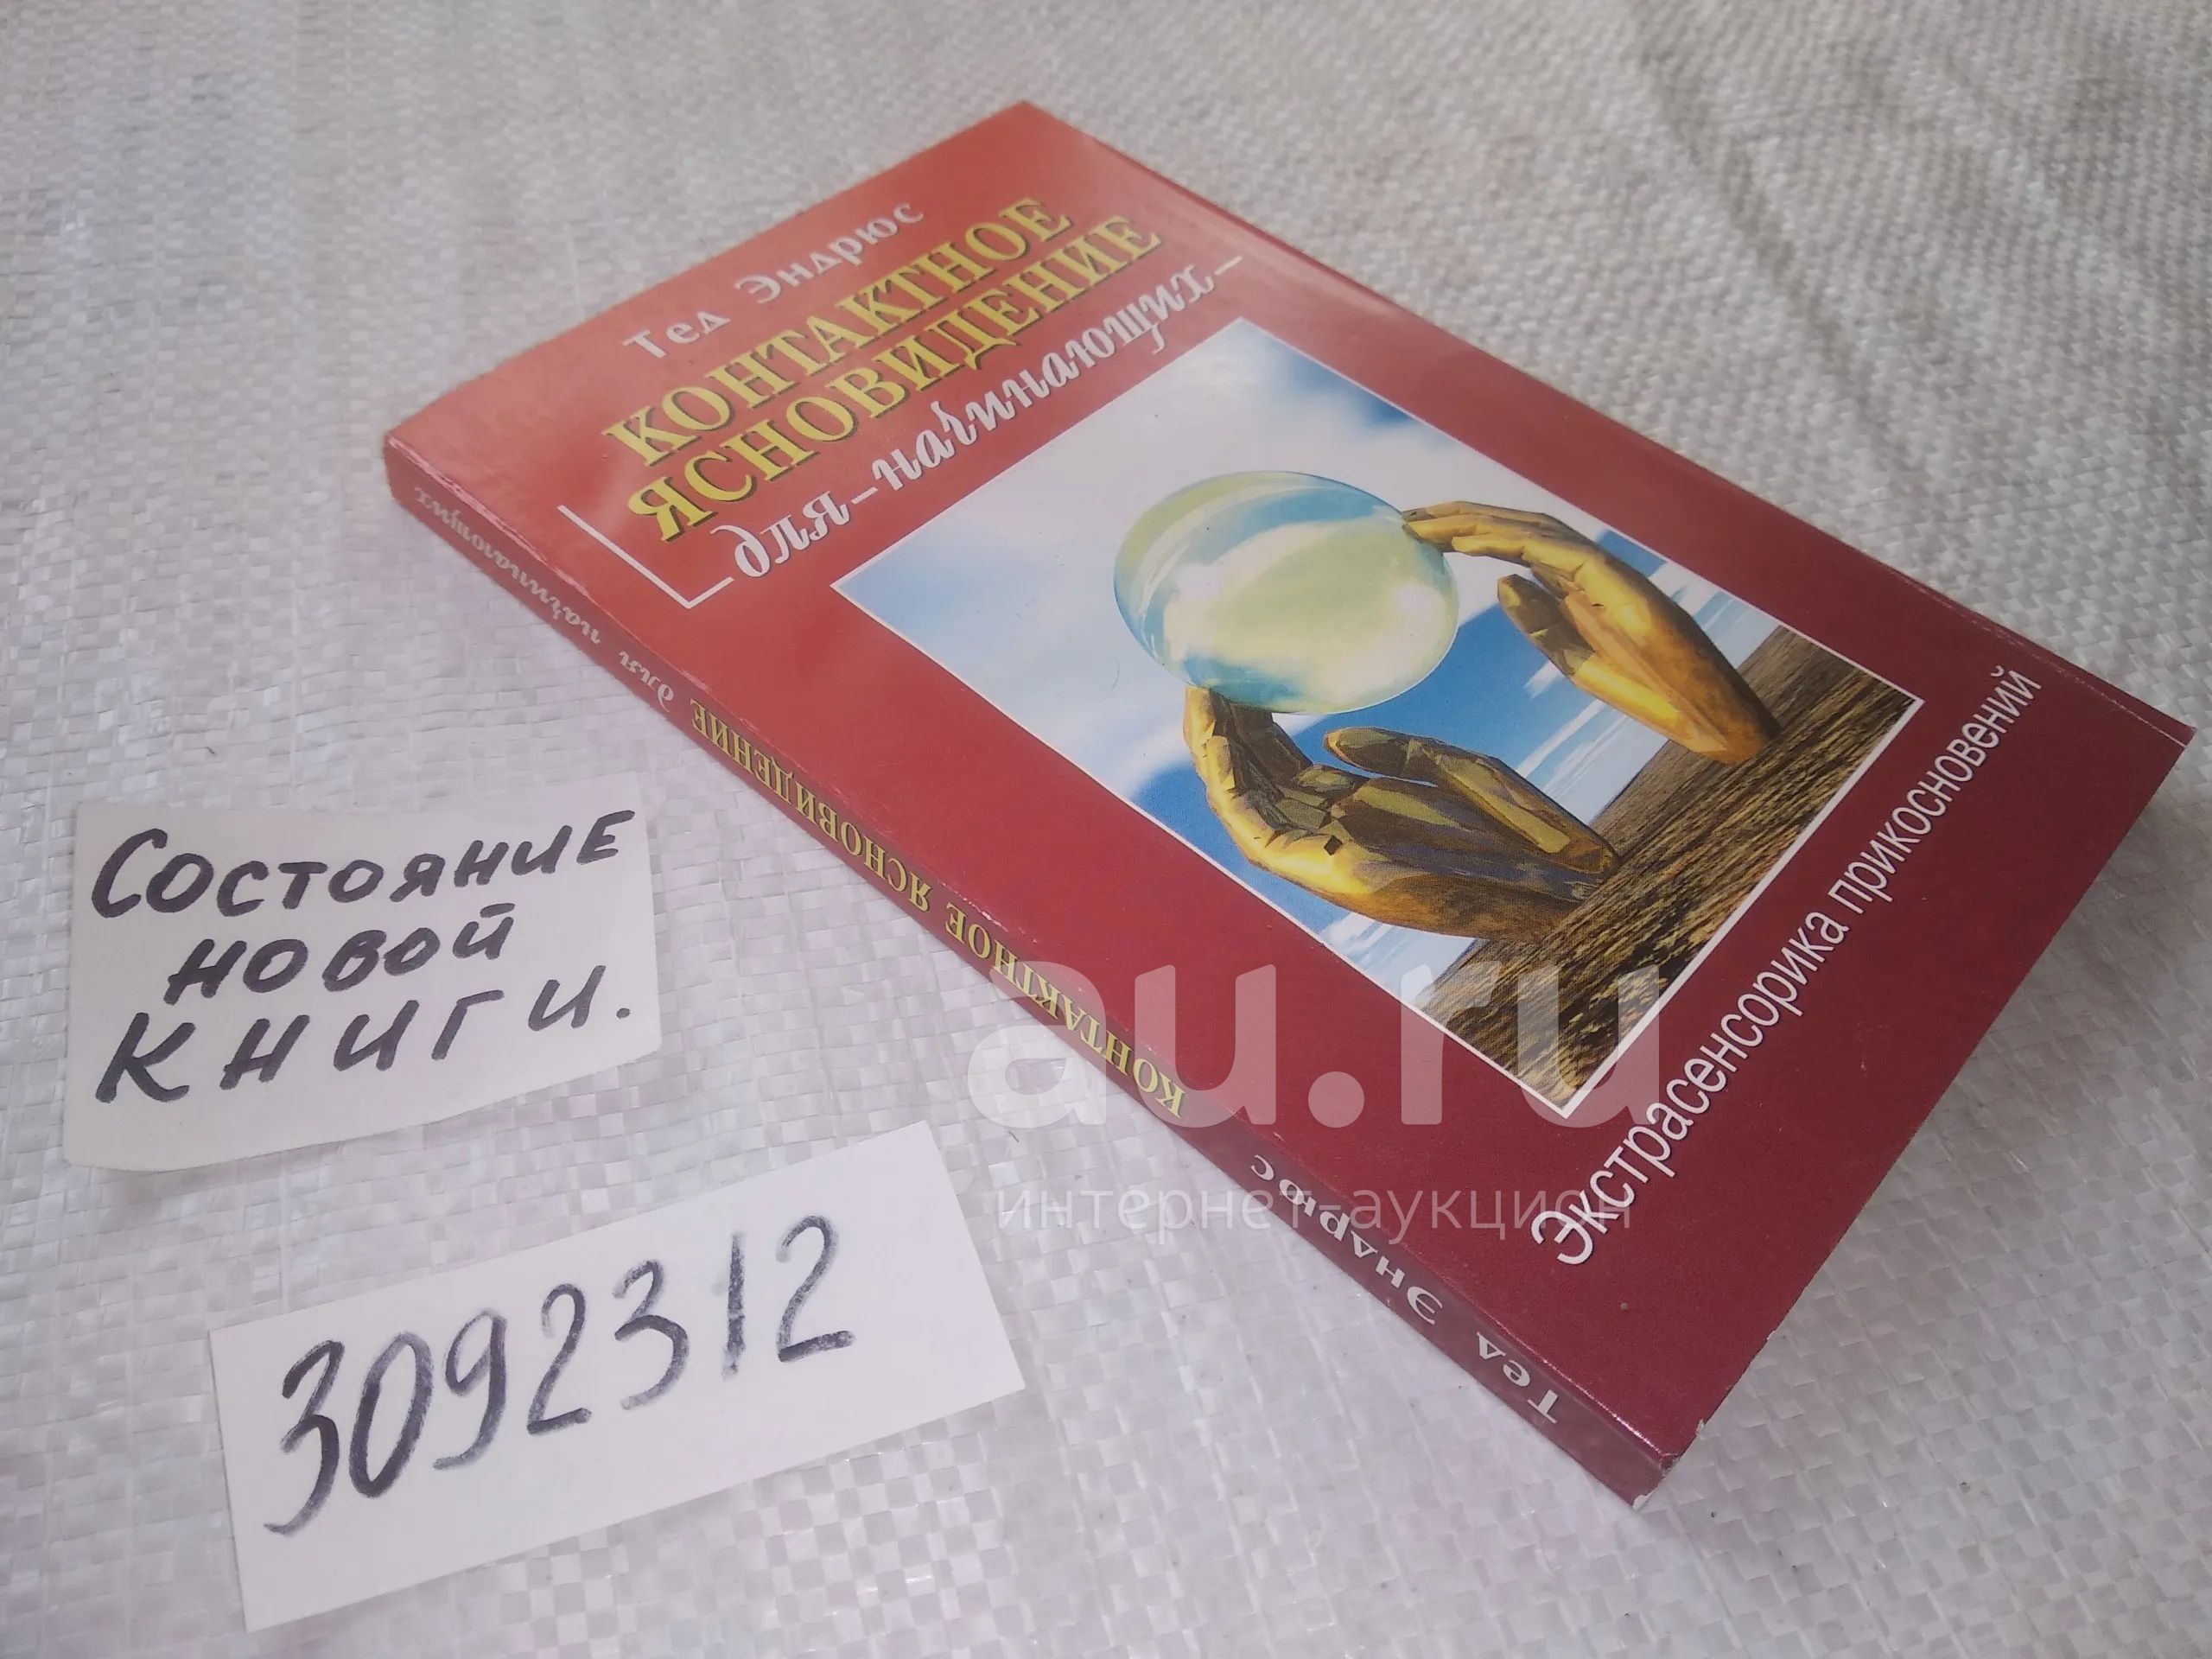 Тед Эндрюс
КОНТАКТНОЕ
ЯСНОВИДЕНИЕ
для-начинающих-
Экстрасенсорика прикосновений
Тед Эндрюс КОНТАКТНОЕ ЯСНОВИДЕНИЕ для начинающих
Состояние
новой
книги.
3092312
au.ru
интернет-аукцион